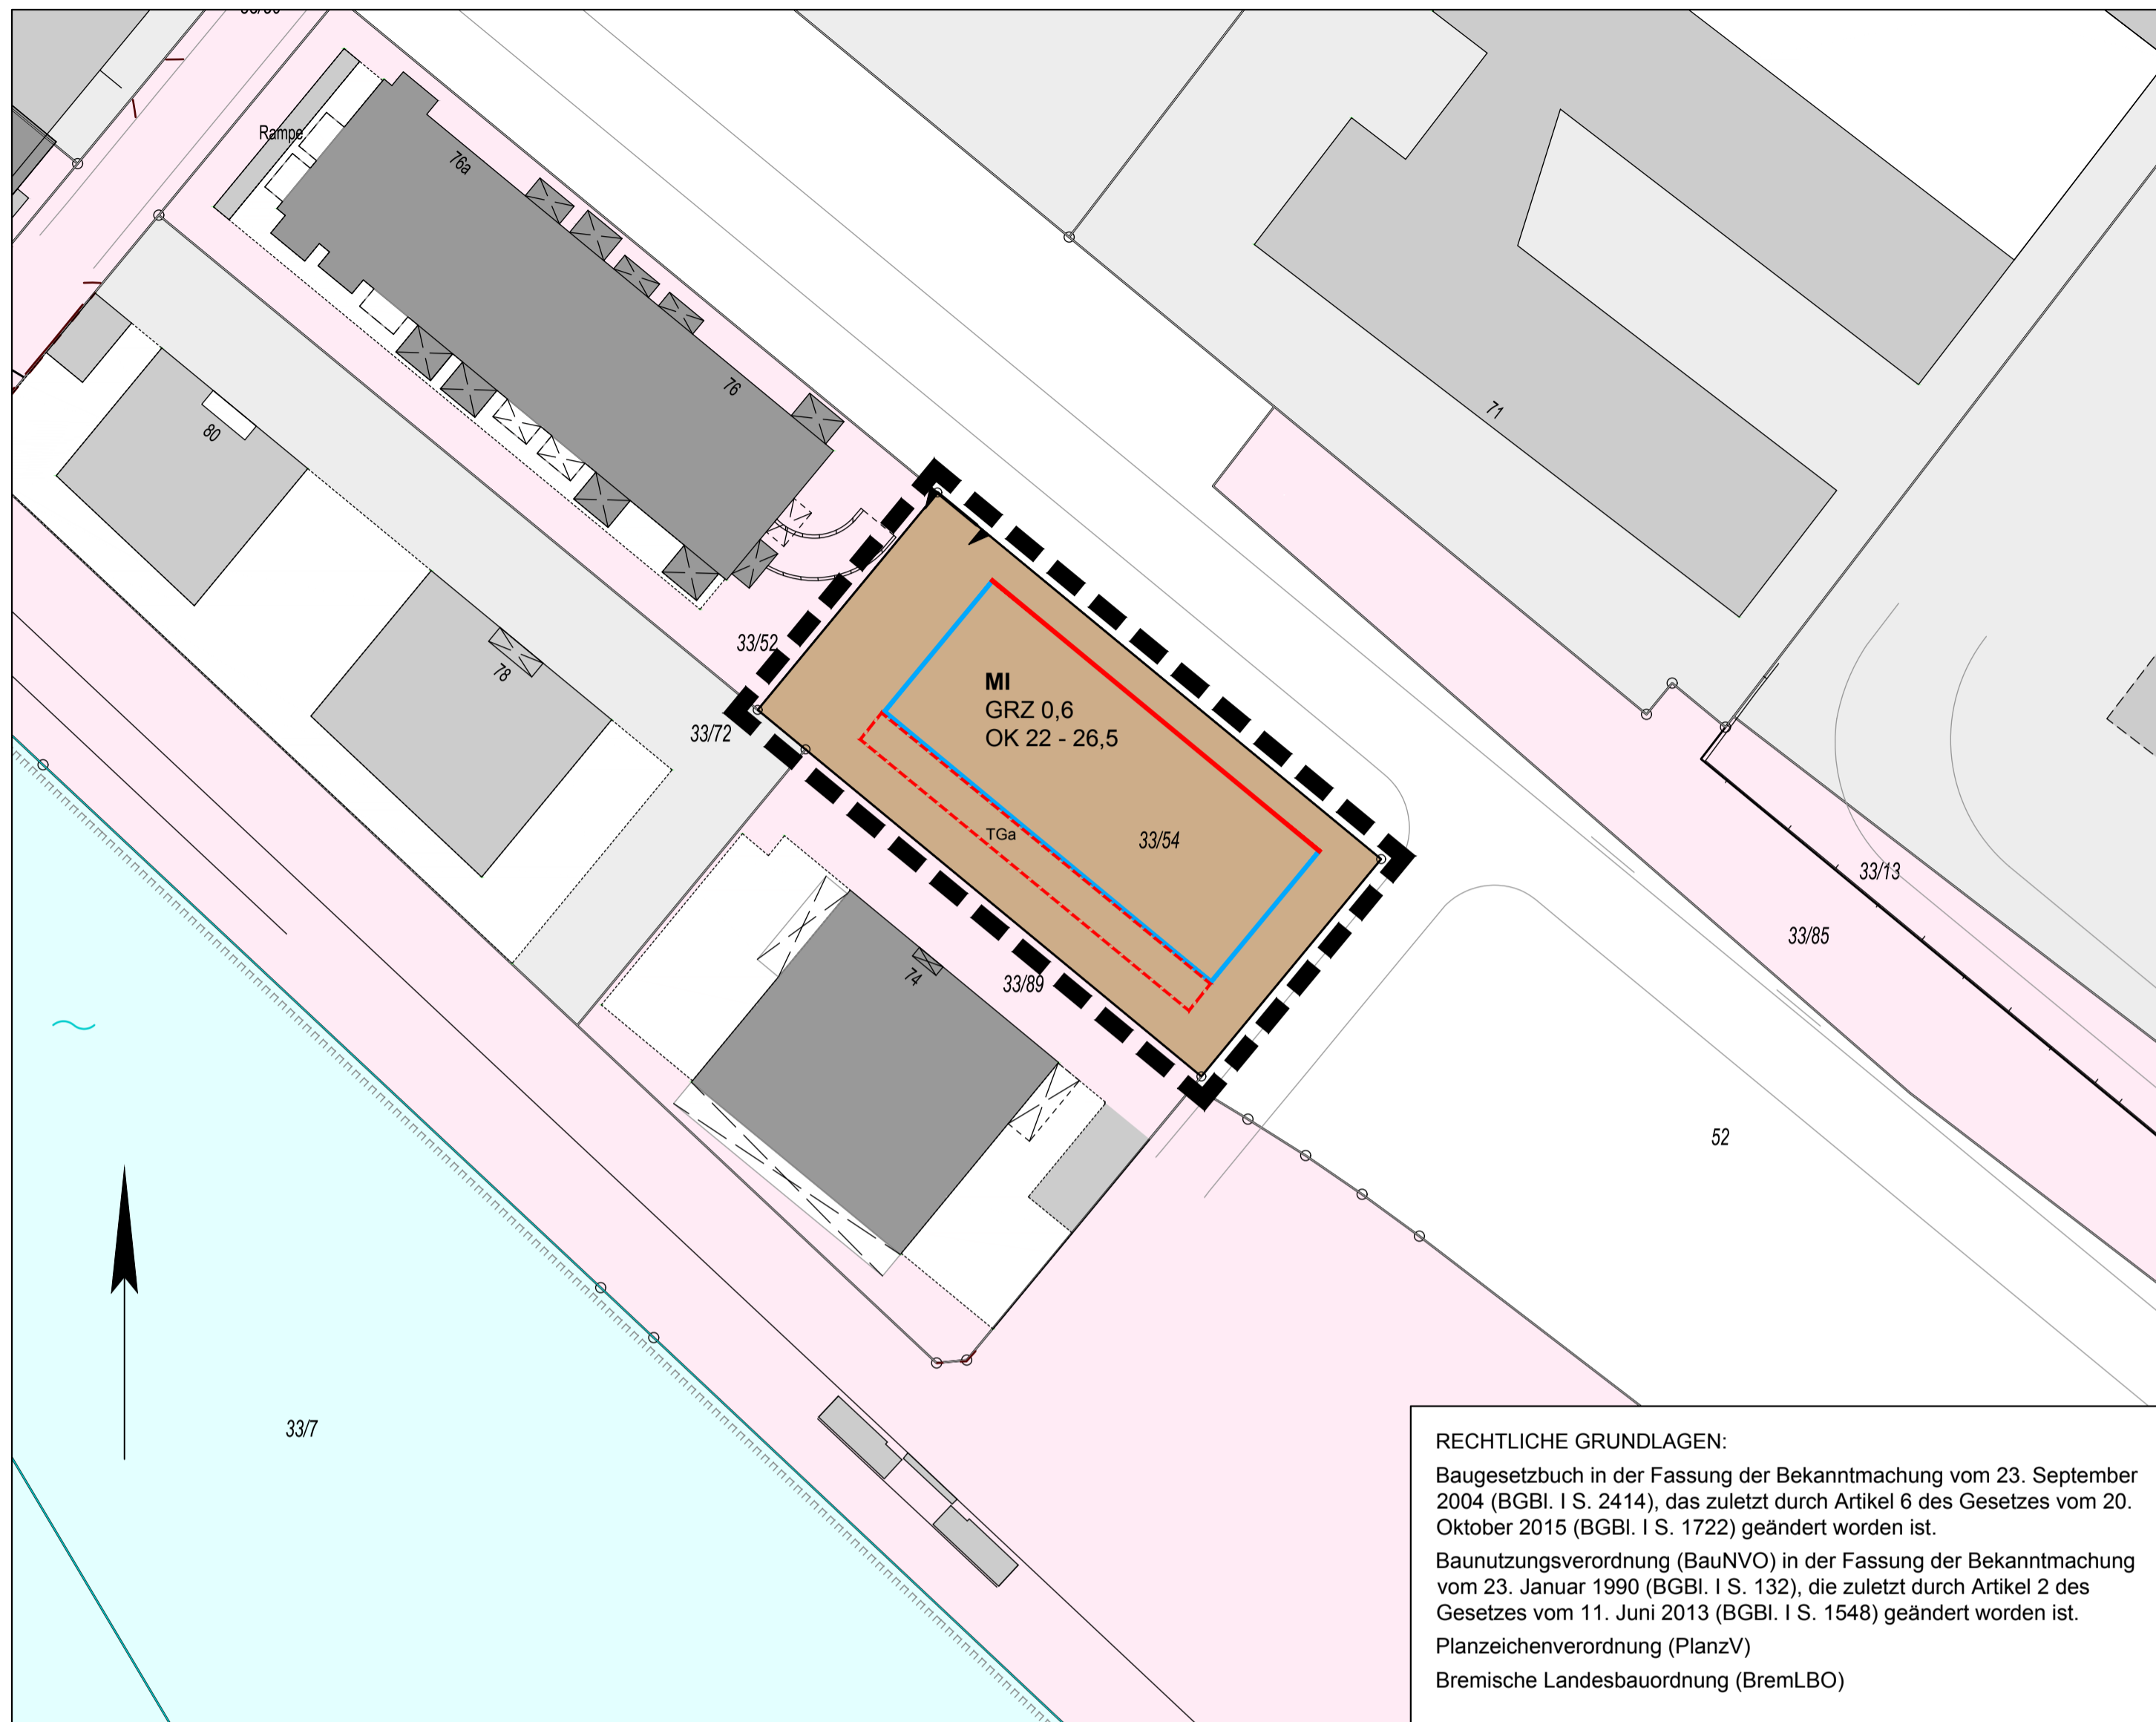 Rampe
76a
76
71
80
78
33/52
33/72
MI
GRZ 0,6
OK 22 - 26,5
TGa
33/54
33/13
33/85
74
33/89
52
33/7
RECHTLICHE GRUNDLAGEN:
Baugesetzbuch in der Fassung der Bekanntmachung vom 23. September
2004 (BGBl. I S. 2414), das zuletzt durch Artikel 6 des Gesetzes vom 20.
Oktober 2015 (BGBl. I S. 1722) geändert worden ist.
Baunutzungsverordnung (BauNVO) in der Fassung der Bekanntmachung
vom 23. Januar 1990 (BGBl. I S. 132), die zuletzt durch Artikel 2 des
Gesetzes vom 11. Juni 2013 (BGBl. I S. 1548) geändert worden ist.
Planzeichenverordnung (PlanzV)
Bremische Landesbauordnung (BremLBO)